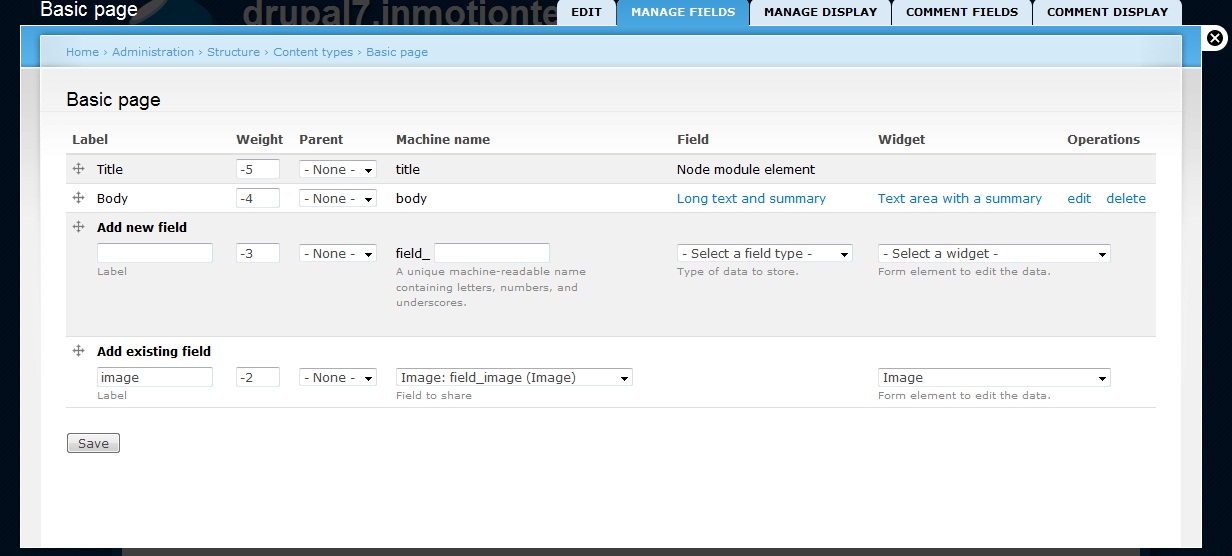 Basic page
drupal7.inmotionte
EDIT MANAGE FIELDS MANAGE DISPLAY COMMENT FIELDS COMMENT DISPLAY
Home › Administration › Structure › Content types › Basic page
Basic page
Label Weight Parent Machine name Field Widget Operations
Title -5 - None - title Node module element
Body -4 - None - body Long text and summary Text area with a summary edit delete
Add new field
-3 - None - field_ - Select a field type - - Select a widget -
Label A unique machine-readable name Type of data to store. Form element to edit the data.
containing letters, numbers, and
underscores.
Add existing field
image -2 - None - Image: field_image (Image) Image
Label Field to share Form element to edit the data.
Save